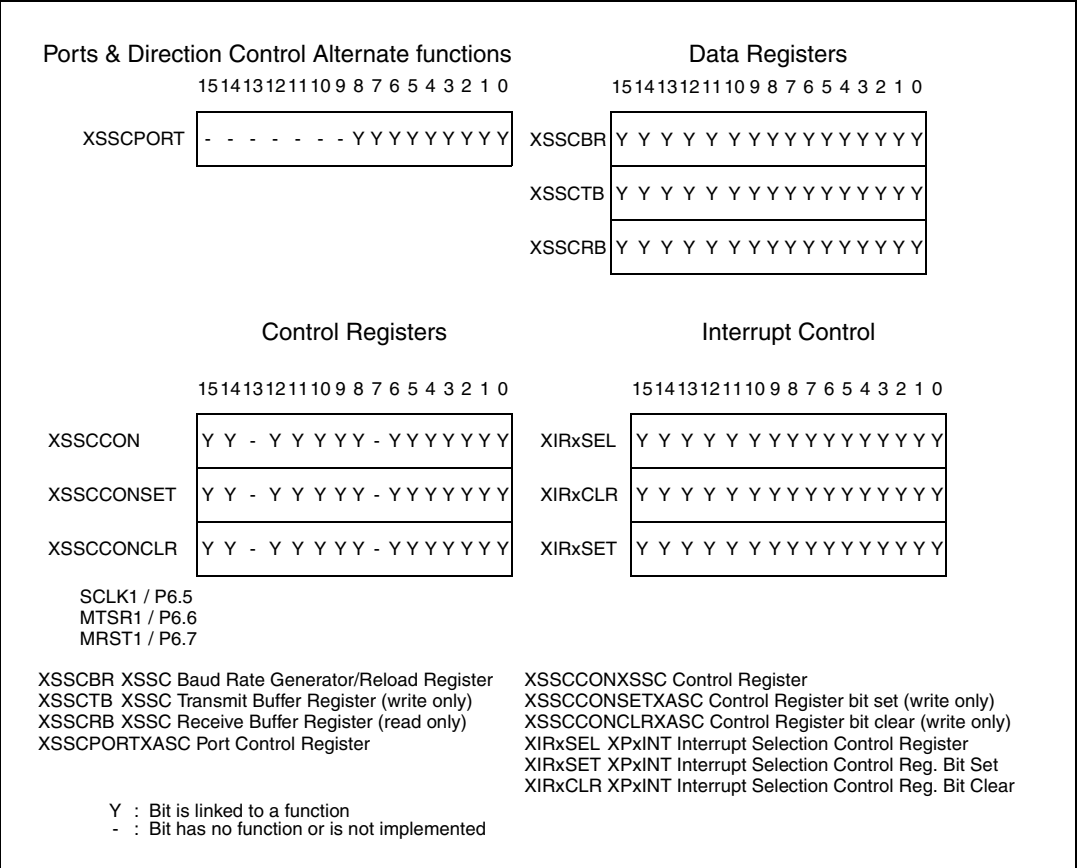 Ports & Direction Control Alternate functions
15 14 13 12 11 10 9 8 7 6 5 4 3 2 1 0
XSSCPORT - - - - - - - Y Y Y Y Y Y Y Y Y
Data Registers
15 14 13 12 11 10 9 8 7 6 5 4 3 2 1 0
XSSCBR Y Y Y Y Y Y Y Y Y Y Y Y Y Y Y Y
XSSCTB Y Y Y Y Y Y Y Y Y Y Y Y Y Y Y Y
XSSCRB Y Y Y Y Y Y Y Y Y Y Y Y Y Y Y Y
Control Registers
15 14 13 12 11 10 9 8 7 6 5 4 3 2 1 0
XSSCCON Y Y - Y Y Y Y Y - Y Y Y Y Y Y Y
XSSCCONSET Y Y - Y Y Y Y Y - Y Y Y Y Y Y Y
XSSCCONCLR Y Y - Y Y Y Y Y - Y Y Y Y Y Y Y
Interrupt Control
15 14 13 12 11 10 9 8 7 6 5 4 3 2 1 0
XIRxSEL Y Y Y Y Y Y Y Y Y Y Y Y Y Y Y Y
XIRxCLR Y Y Y Y Y Y Y Y Y Y Y Y Y Y Y Y
XIRxSET Y Y Y Y Y Y Y Y Y Y Y Y Y Y Y Y
SCLK1 / P6.5
MTSR1 / P6.6
MRST1 / P6.7
XSSCBR XSSC Baud Rate Generator/Reload Register
XSSCTB XSSC Transmit Buffer Register (write only)
XSSCRB XSSC Receive Buffer Register (read only)
XSSCPORTXASC Port Control Register
XSSCCONXSSC Control Register
XSSCCONSETXASC Control Register bit set (write only)
XSSCCONCLRXASC Control Register bit clear (write only)
XIRxSEL XPxINT Interrupt Selection Control Register
XIRxSET XPxINT Interrupt Selection Control Reg. Bit Set
XIRxCLR XPxINT Interrupt Selection Control Reg. Bit Clear
Y : Bit is linked to a function
- : Bit has no function or is not implemented